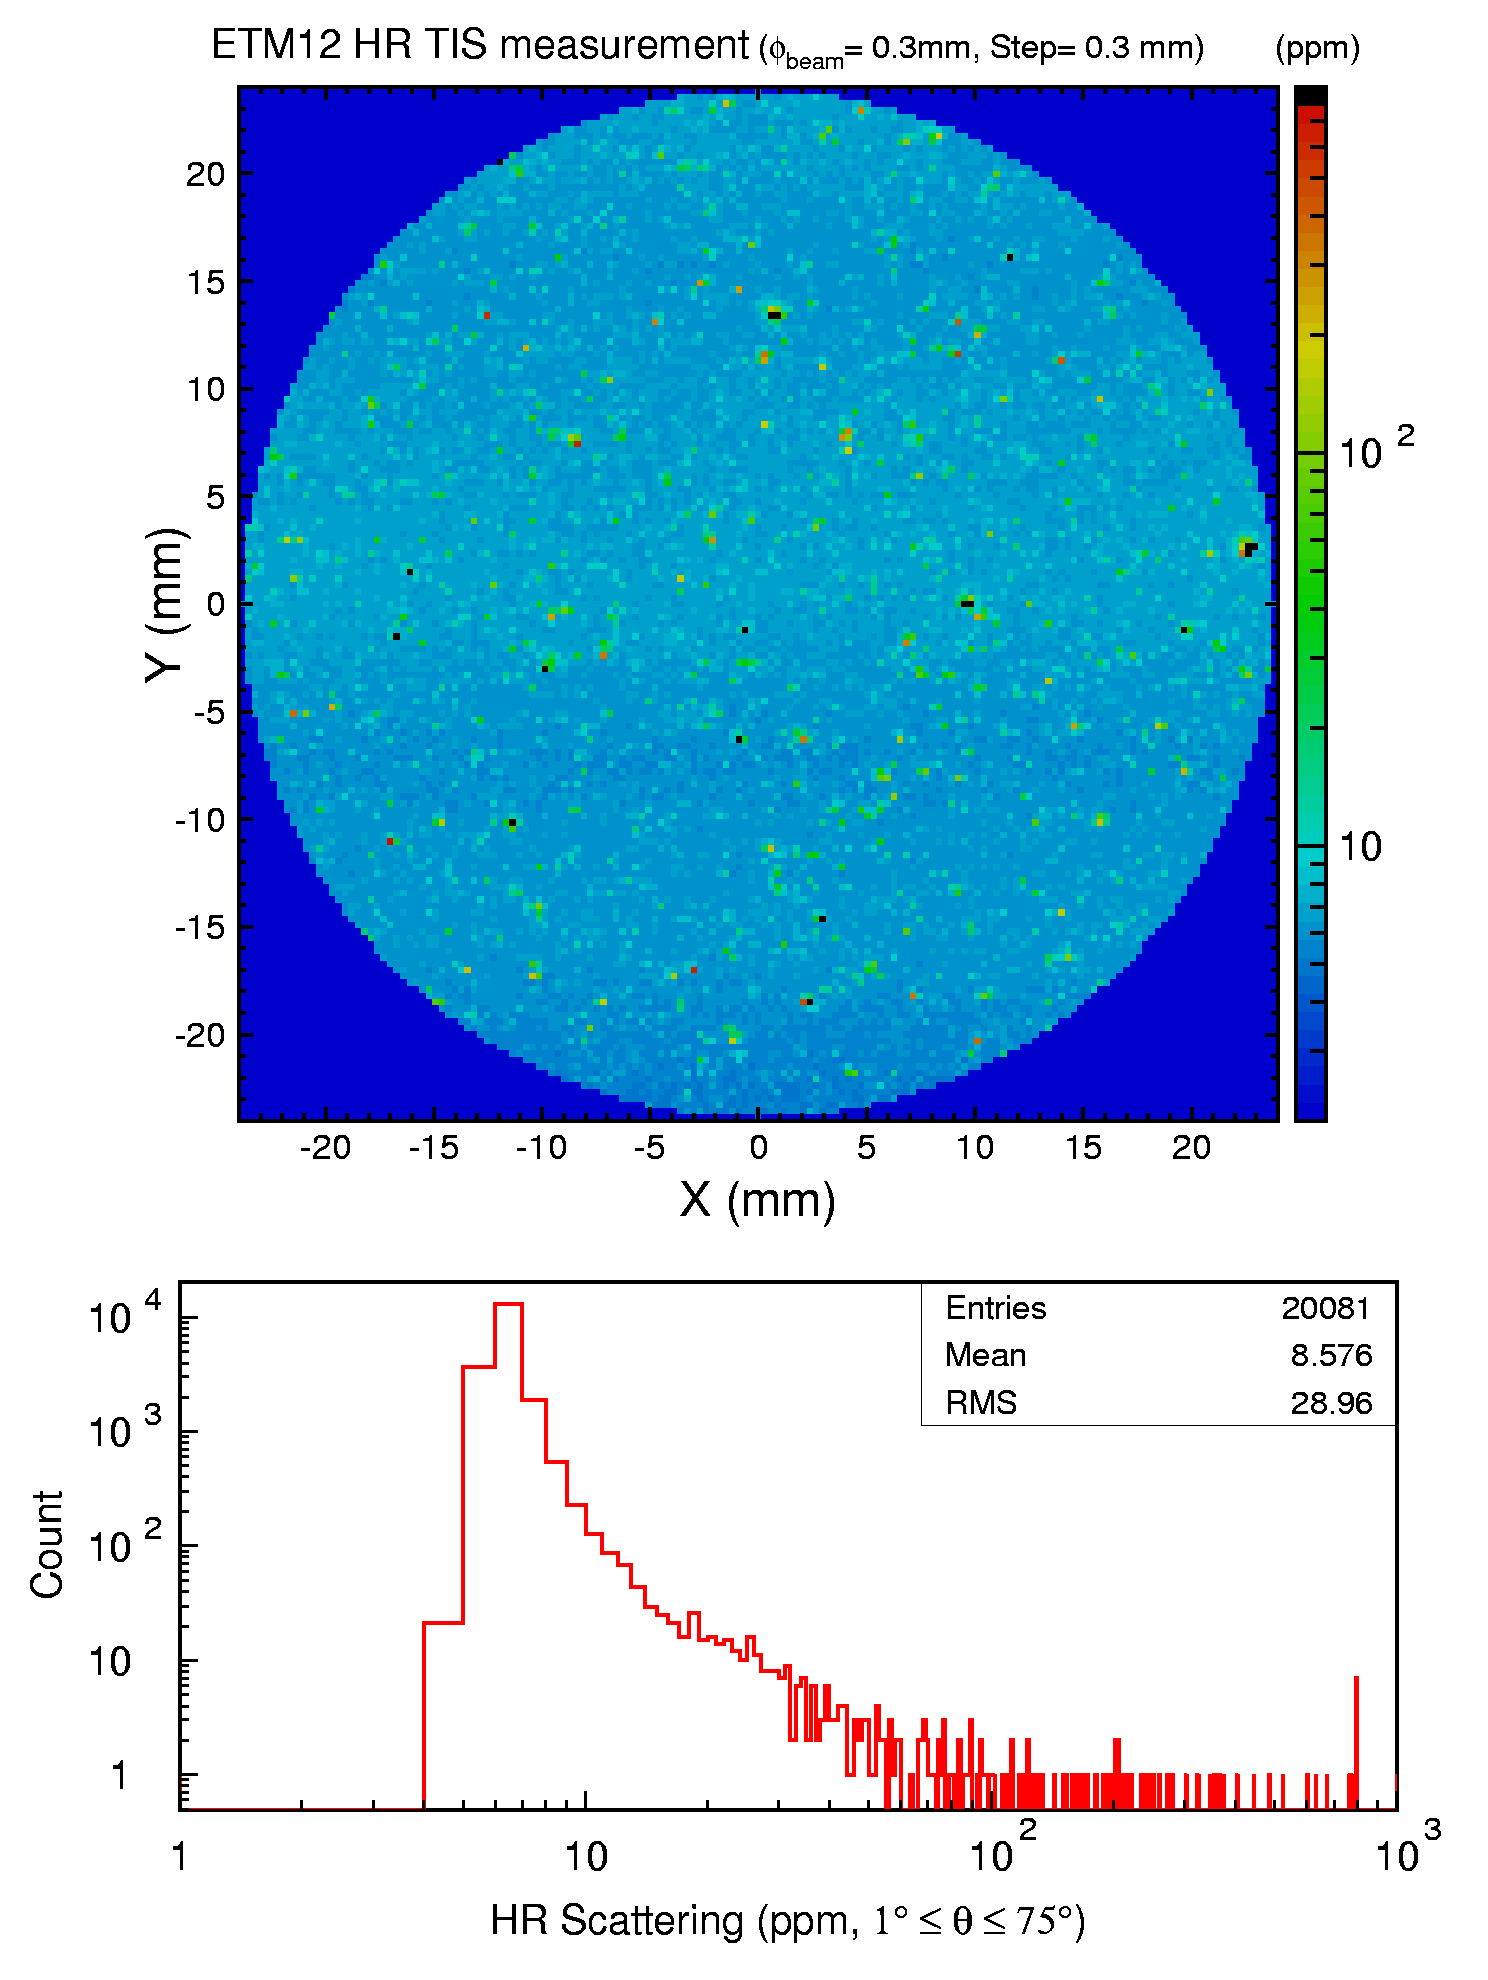 ETM12 HR TIS measurement (ϕbeam= 0.3mm, Step= 0.3 mm) (ppm)
20
15
10
5
0
-5
-10
-15
-20
Y (mm)
10 2
10
-20 -15 -10 -5 0 5 10 15 20
X (mm)
Entries 20081
Mean 8.576
RMS 28.96
10 4
10 3
10 2
10
1
Count
1 10 10 2 10 3
HR Scattering (ppm, 1° ≤ θ ≤ 75°)